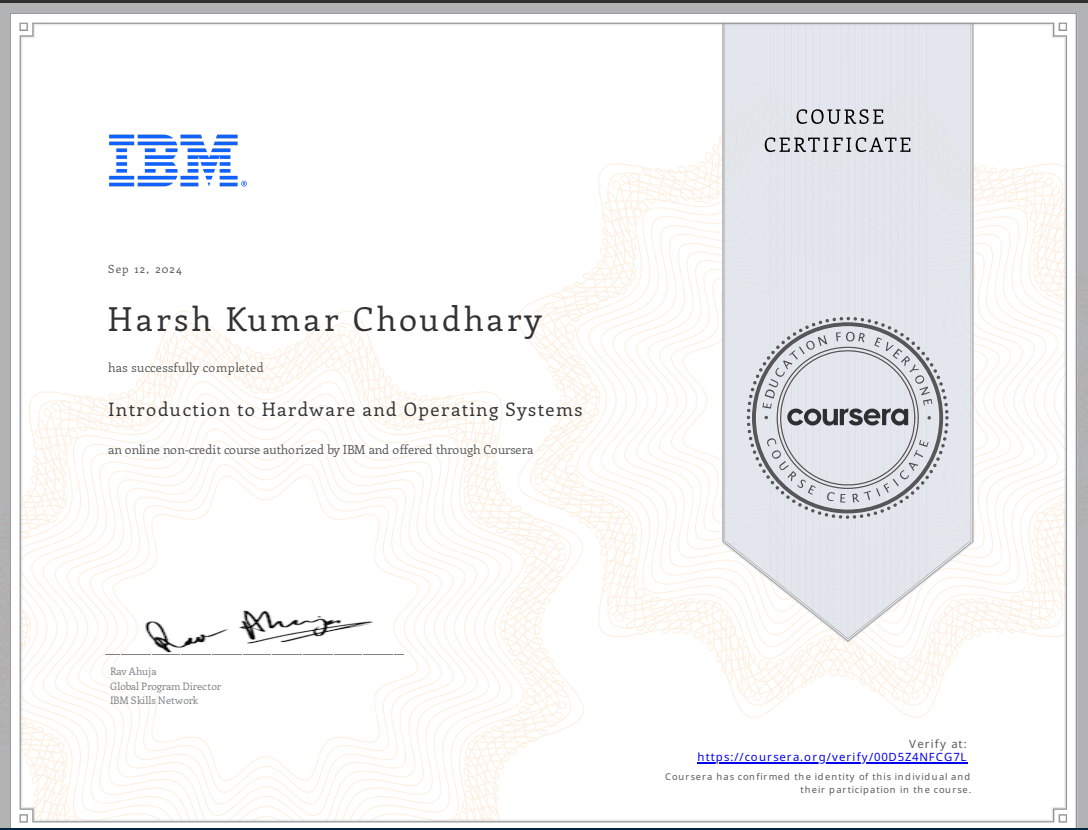 IBM®
COURSE
CERTIFICATE
Sep 12, 2024
Harsh Kumar Choudhary
has successfully completed
Introduction to Hardware and Operating Systems
an online non-credit course authorized by IBM and offered through Coursera
EDUCATION FOR EVERYONE
coursera
COURSE CERTIFICATE
Rav Ahuja
Rav Ahuja
Global Program Director
IBM Skills Network
Verify at:
https://coursera.org/verify/00D5Z4NFCG7L
Coursera has confirmed the identity of this individual and
their participation in the course.